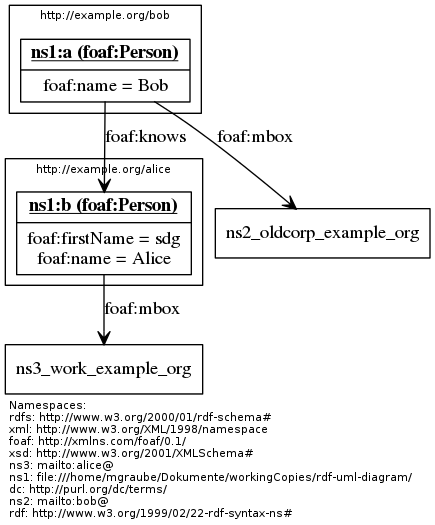 http://example.org/bob
ns1:a (foaf:Person)
foaf:name = Bob
foaf:knows
foaf:mbox
http://example.org/alice
ns1:b (foaf:Person)
foaf:firstName = sdg
foaf:name = Alice
ns2_oldcorp_example_org
foaf:mbox
ns3_work_example_org
Namespaces:
rdfs: http://www.w3.org/2000/01/rdf-schema#
xml: http://www.w3.org/XML/1998/namespace
foaf: http://xmlns.com/foaf/0.1/
xsd: http://www.w3.org/2001/XMLSchema#
ns3: mailto:alice@
ns1: file:///home/mgraube/Dokumente/workingCopies/rdf-uml-diagram/
dc: http://purl.org/dc/terms/
ns2: mailto:bob@
rdf: http://www.w3.org/1999/02/22-rdf-syntax-ns#